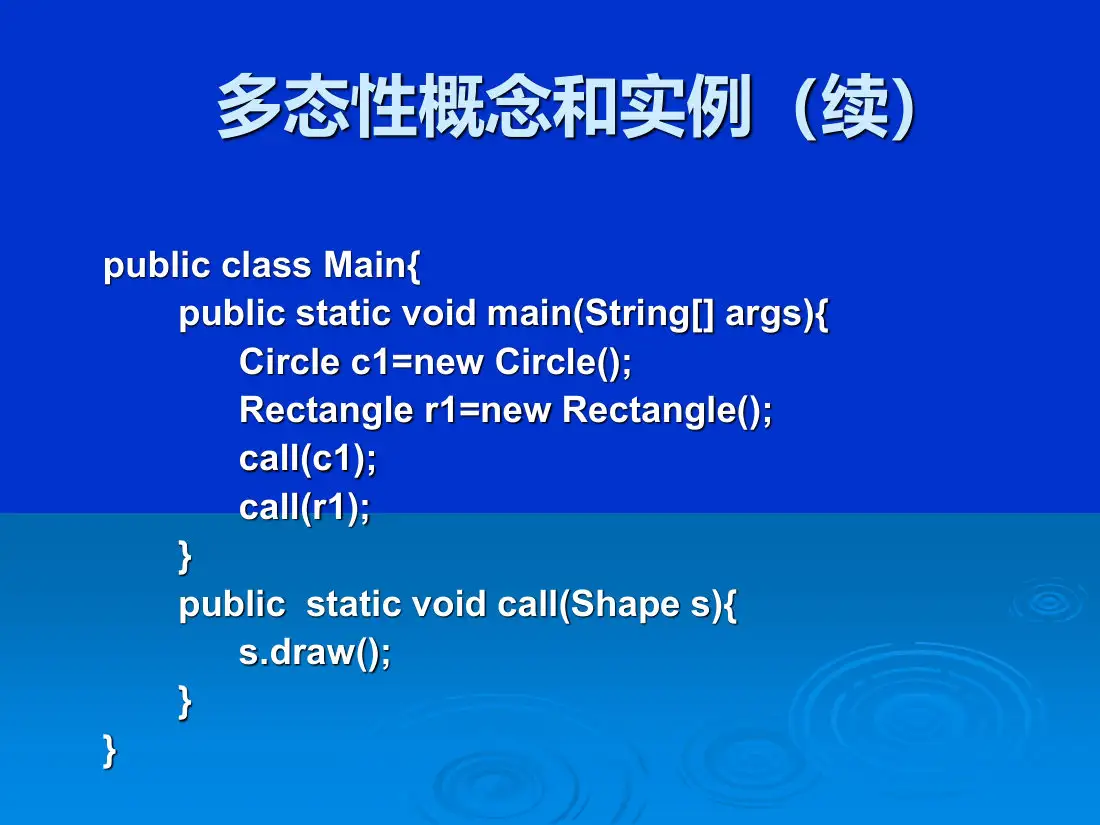 多态性概念和实例（续）
public class Main{
public static void main(String[] args){
Circle c1=new Circle();
Rectangle r1=new Rectangle();
call(c1);
call(r1);
}
public  static void call(Shape s){
s.draw();
}
}